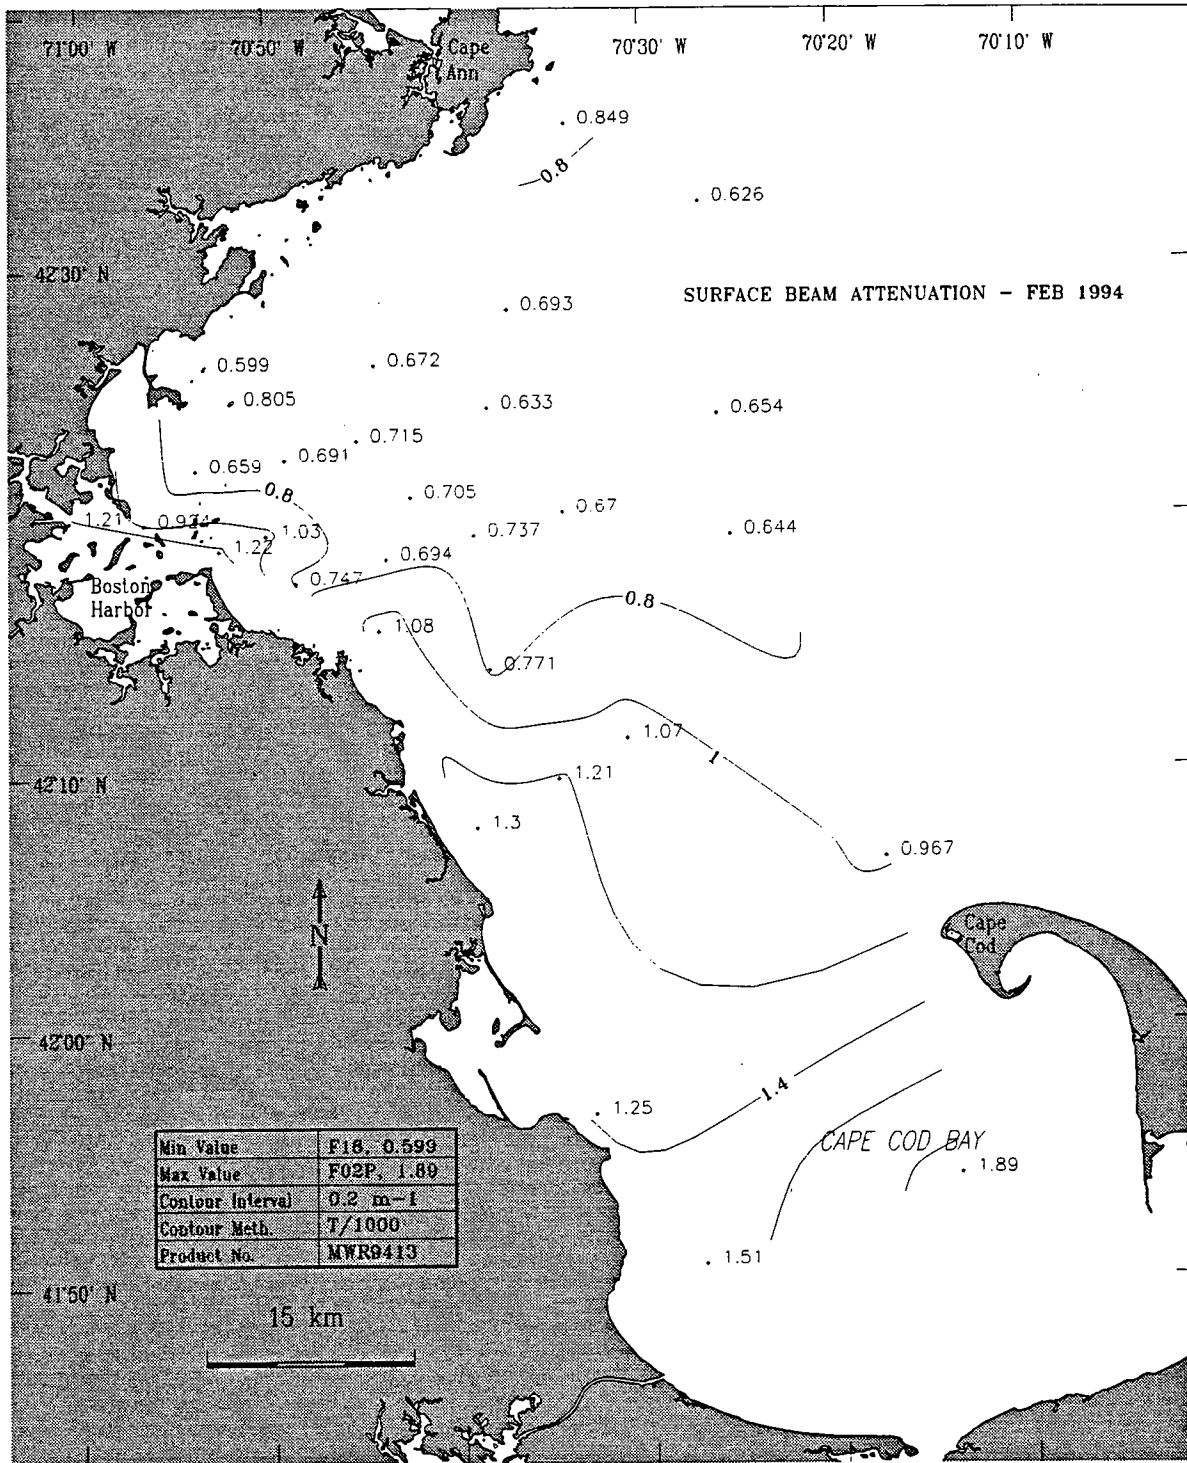 71°00' W 70°50' W 70°30' W 70°20' W 70°10' W
Cape
Ann
0.849
0.8
0.626
42°30' N
SURFACE BEAM ATTENUATION - FEB 1994
0.693
0.599
0.672
0.805
0.633
0.654
0.715
0.691
0.659
0.8
0.705
0.67
1.21
0.924
1.03
0.737
0.644
1.22
0.694
0.747
Boston
Harbor
0.8
1.08
0.771
1.07
1
1.21
42°10' N
1.3
0.967
N
Cape
Cod
42°00' N
1.4
1.25
CAPE COD BAY
1.89
Min Value F18, 0.599
Max Value F02P, 1.89
Contour Interval 0.2 m-1
Contour Meth. T/1000
Product No. MWR9413
1.51
41°50' N
15 km